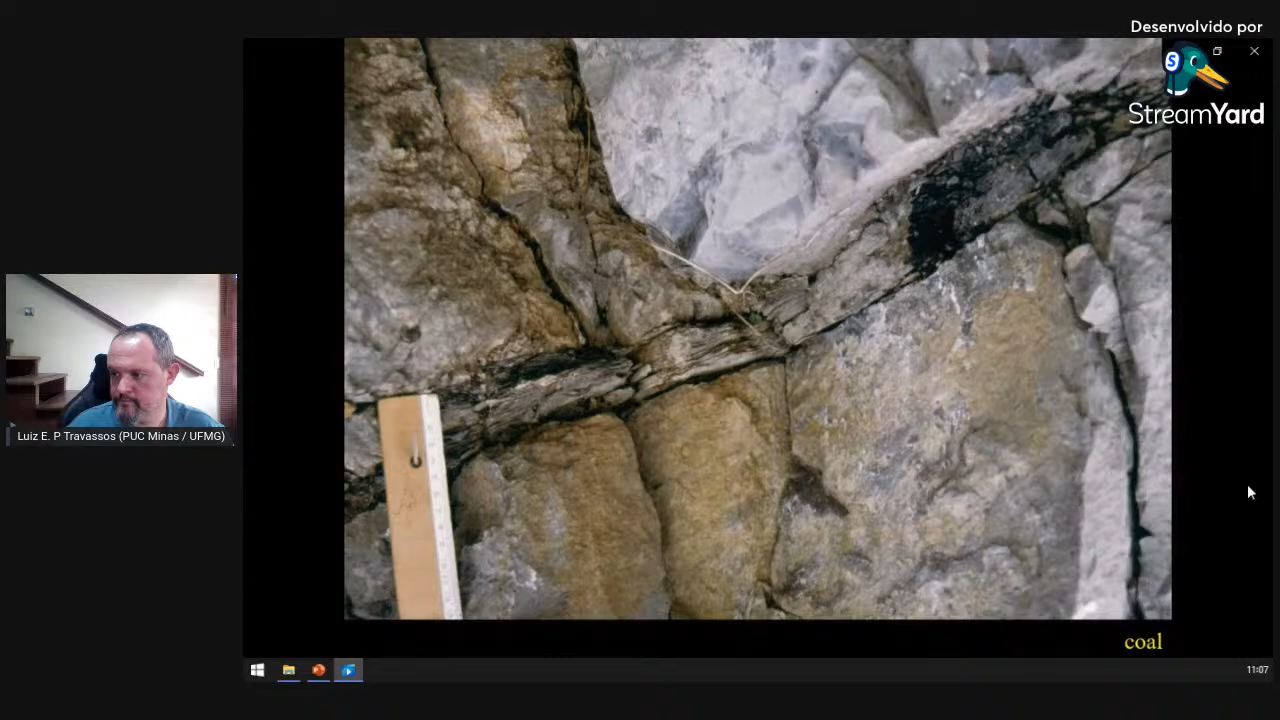 Desenvolvido por
S
StreamYard
Luiz E. P Travassos (PUC Minas / UFMG)
coal
11:07